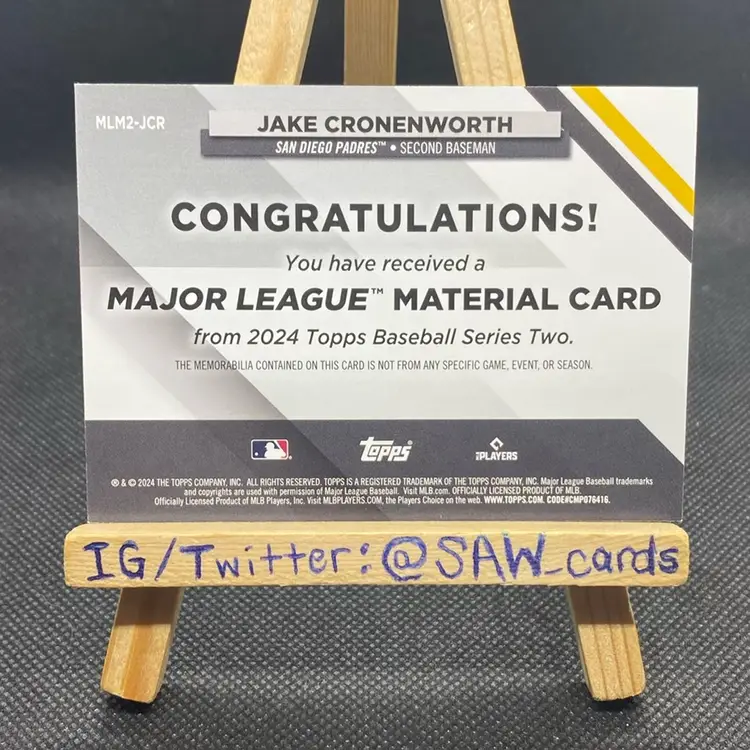 MLM2-JCR
JAKE CRONENWORTH
SAN DIEGO PADRES™ • SECOND BASEMAN
CONGRATULATIONS!
You have received a
MAJOR LEAGUE™ MATERIAL CARD
from 2024 Topps Baseball Series Two.
THE MEMORABILIA CONTAINED ON THIS CARD IS NOT FROM ANY SPECIFIC GAME, EVENT, OR SEASON.
topps
PLAYERS
® & © 2024 THE TOPPS COMPANY, INC. ALL RIGHTS RESERVED. TOPPS IS A REGISTERED TRADEMARK OF THE TOPPS COMPANY, INC. Major League Baseball trademarks
and copyrights are used with permission of Major League Baseball. Visit MLB.com. OFFICIALLY LICENSED PRODUCT OF MLB.
Officially Licensed Product of MLB Players, Inc. Visit MLBPLAYERS.COM, the Players Choice on the web. WWW.TOPPS.COM. CODE#CMP076416.
IG/Twitter:@SAW_cards